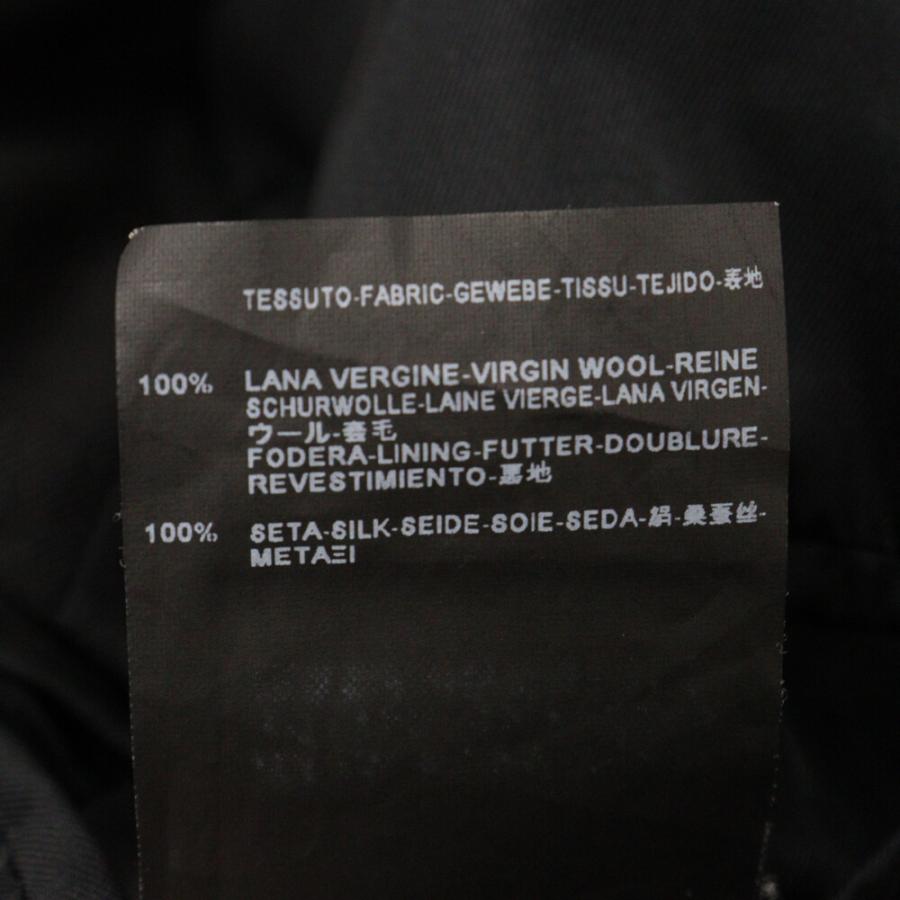 TESSUTO-FABRIC-GEWEBE-TISSU-TEJIDO-表地
100% LANA VERGINE-VIRGIN WOOL-REINE
SCHURWOLLE-LAINE VIERGE-LANA VIRGEN-
ウール-羊毛
FODERA-LINING-FUTTER-DOUBLURE-
REVESTIMIENTO-裏地
100% SETA-SILK-SEIDE-SOIE-SEDA-絹-桑蚕丝-
ΜΕΤΑΞΙ